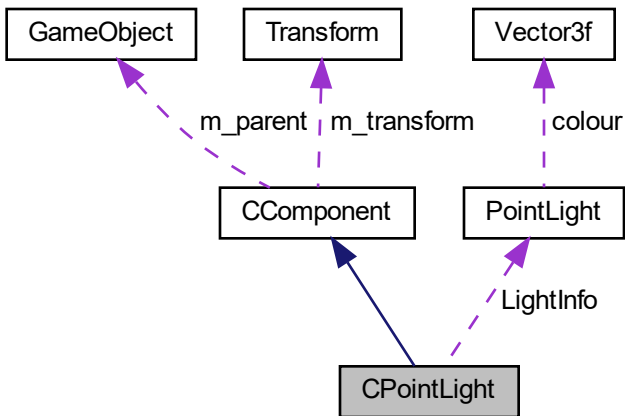 GameObject
Transform
Vector3f
m_parent
m_transform
colour
CComponent
PointLight
LightInfo
CPointLight